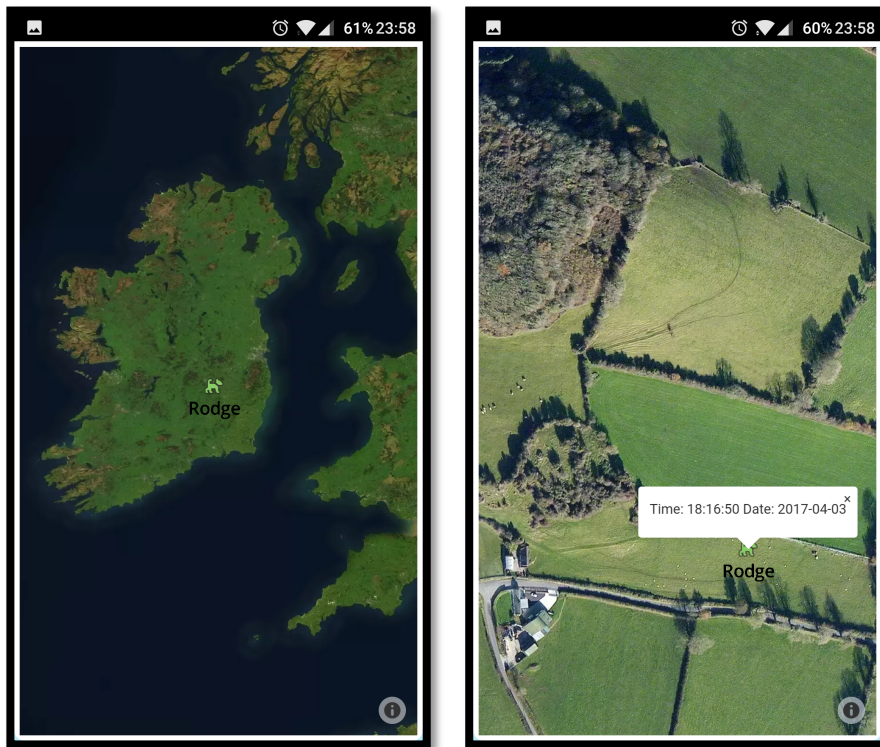 61% 23:58
Rodge
60% 23:58
Time: 18:16:50 Date: 2017-04-03
×
Rodge